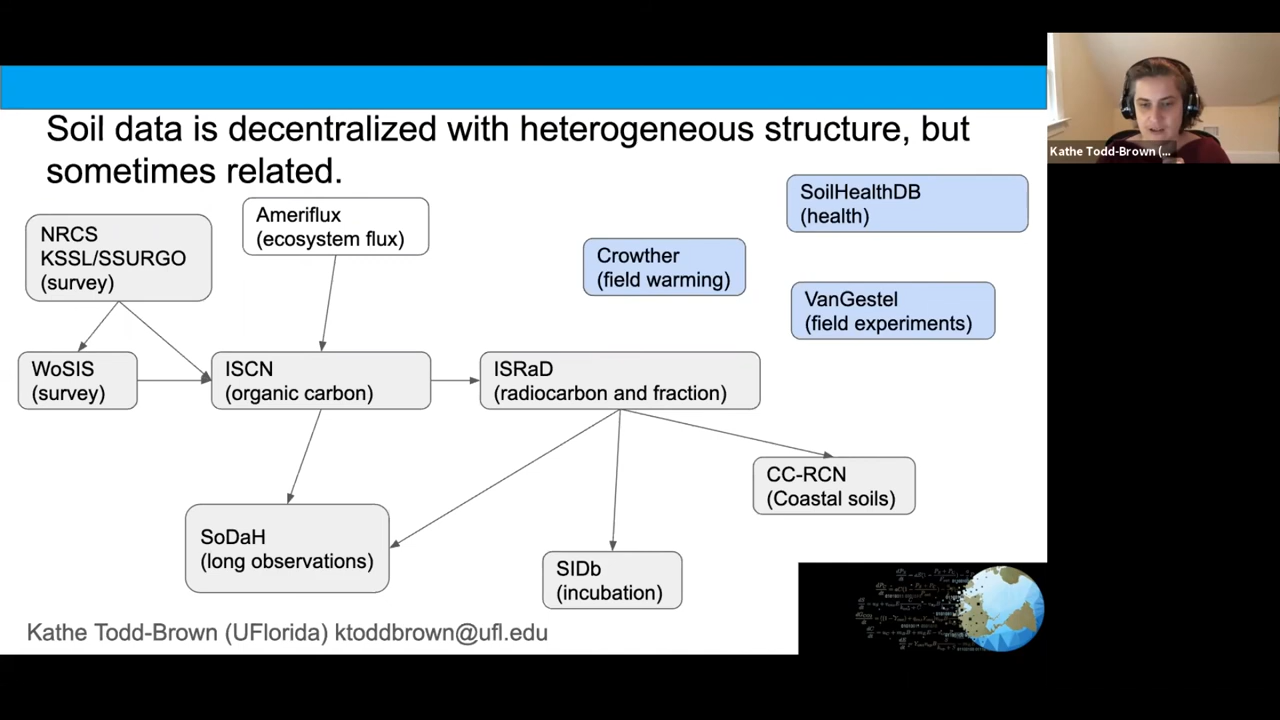 Soil data is decentralized with heterogeneous structure, but
sometimes related.
NRCS
KSSL/SSURGO
(survey)
Ameriflux
(ecosystem flux)
SoilHealthDB
(health)
Crowther
(field warming)
VanGestel
(field experiments)
WoSIS
(survey)
ISCN
(organic carbon)
ISRaD
(radiocarbon and fraction)
CC-RCN
(Coastal soils)
SoDaH
(long observations)
SIDb
(incubation)
Kathe Todd-Brown (UFlorida) ktoddbrown@ufl.edu
Kathe Todd-Brown (...